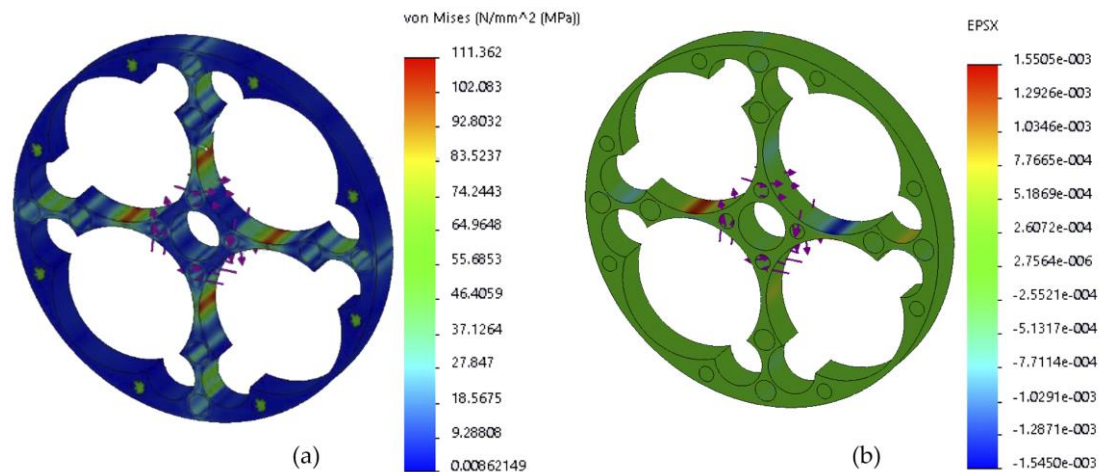 von Mises (N/mm^2 (MPa))
111.362
102.083
92.8032
83.5237
74.2443
64.9648
55.6853
46.4059
37.1264
27.847
18.5675
9.28808
0.00862149
(a)
EPSX
1.5505e-003
1.2926e-003
1.0346e-003
7.7665e-004
5.1869e-004
2.6072e-004
2.7564e-006
-2.5521e-004
-5.1317e-004
-7.7114e-004
-1.0291e-003
-1.2871e-003
-1.5450e-003
(b)